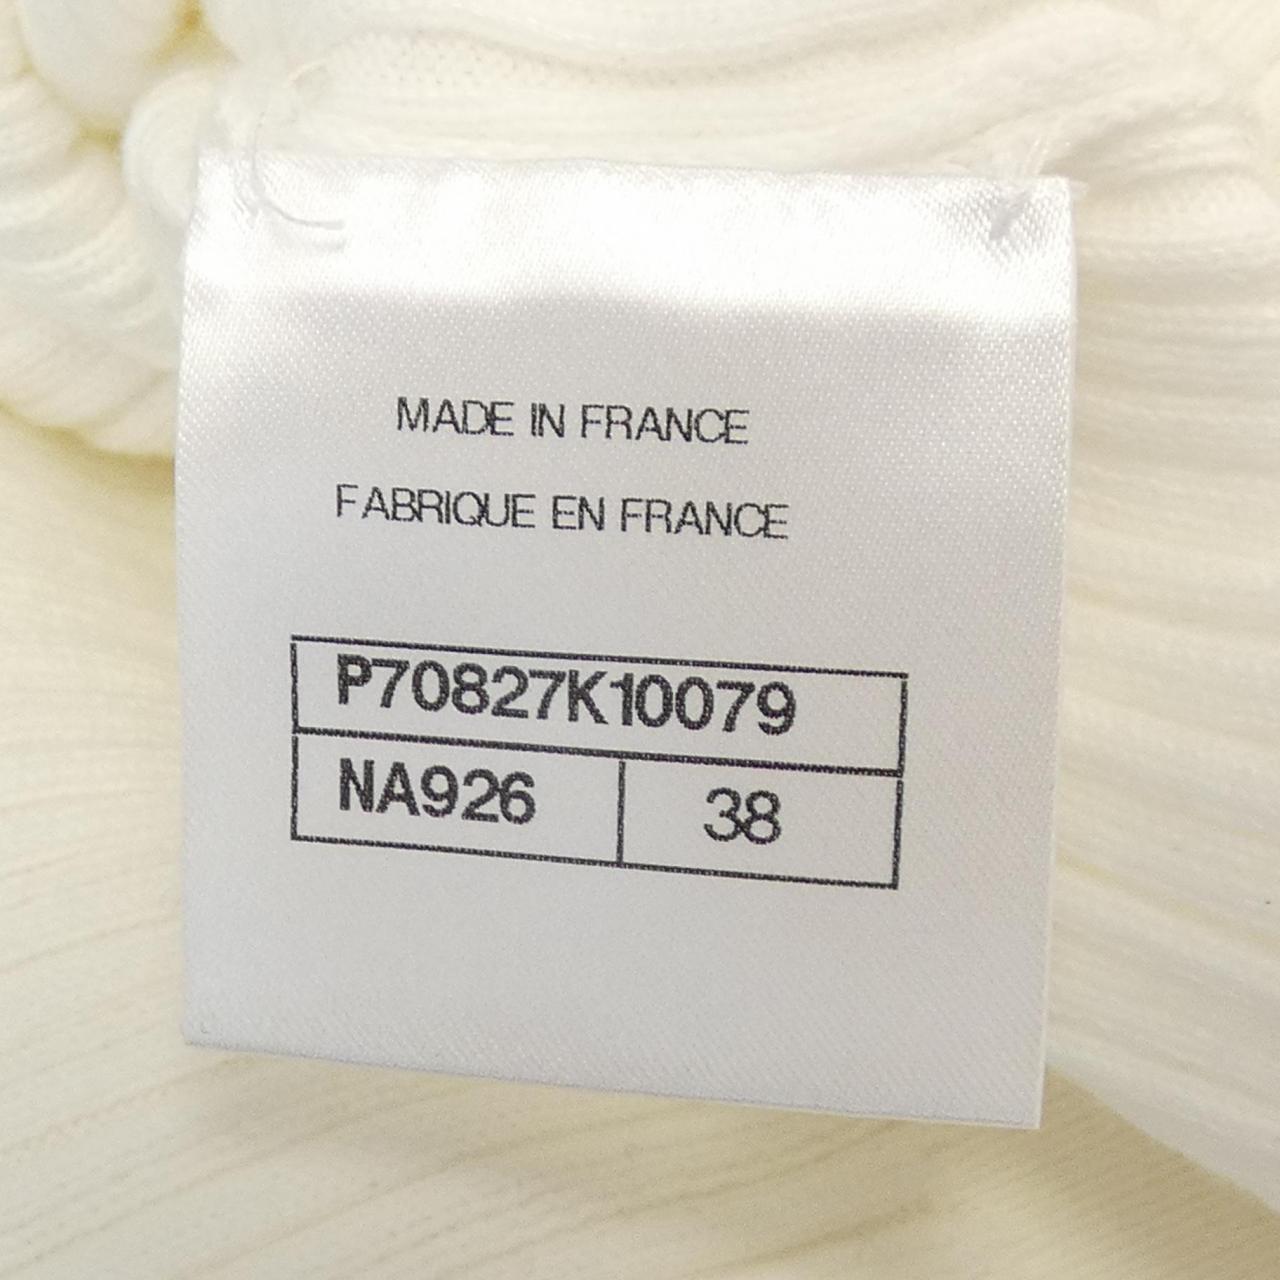 MADE IN FRANCE
FABRIQUE EN FRANCE
P70827K10079
NA926 38